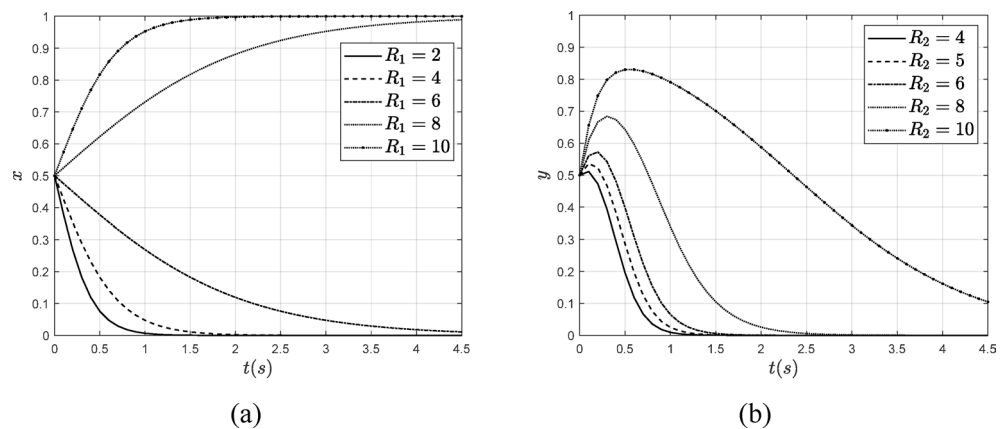 1
0.9
0.8
0.7
0.6
0.5
0.4
0.3
0.2
0.1
0
x
R₁ = 2
R₁ = 4
R₁ = 6
R₁ = 8
R₁ = 10
0 0.5 1 1.5 2 2.5 3 3.5 4 4.5
t(s)
(a)
1
0.9
0.8
0.7
0.6
0.5
0.4
0.3
0.2
0.1
0
y
R₂ = 4
R₂ = 5
R₂ = 6
R₂ = 8
R₂ = 10
0 0.5 1 1.5 2 2.5 3 3.5 4 4.5
t(s)
(b)